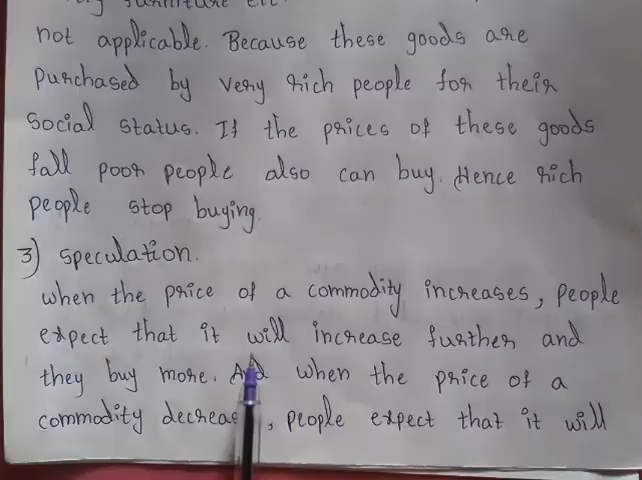 furniture etc
not applicable. Because these goods are
purchased by very rich people for their
social status. If the prices of these goods
fall poor people also can buy. Hence rich
people stop buying.
3) speculation.
when the price of a commodity increases, people
expect that it will increase further and
they buy more. And when the price of a
commodity decrea , people expect that it will